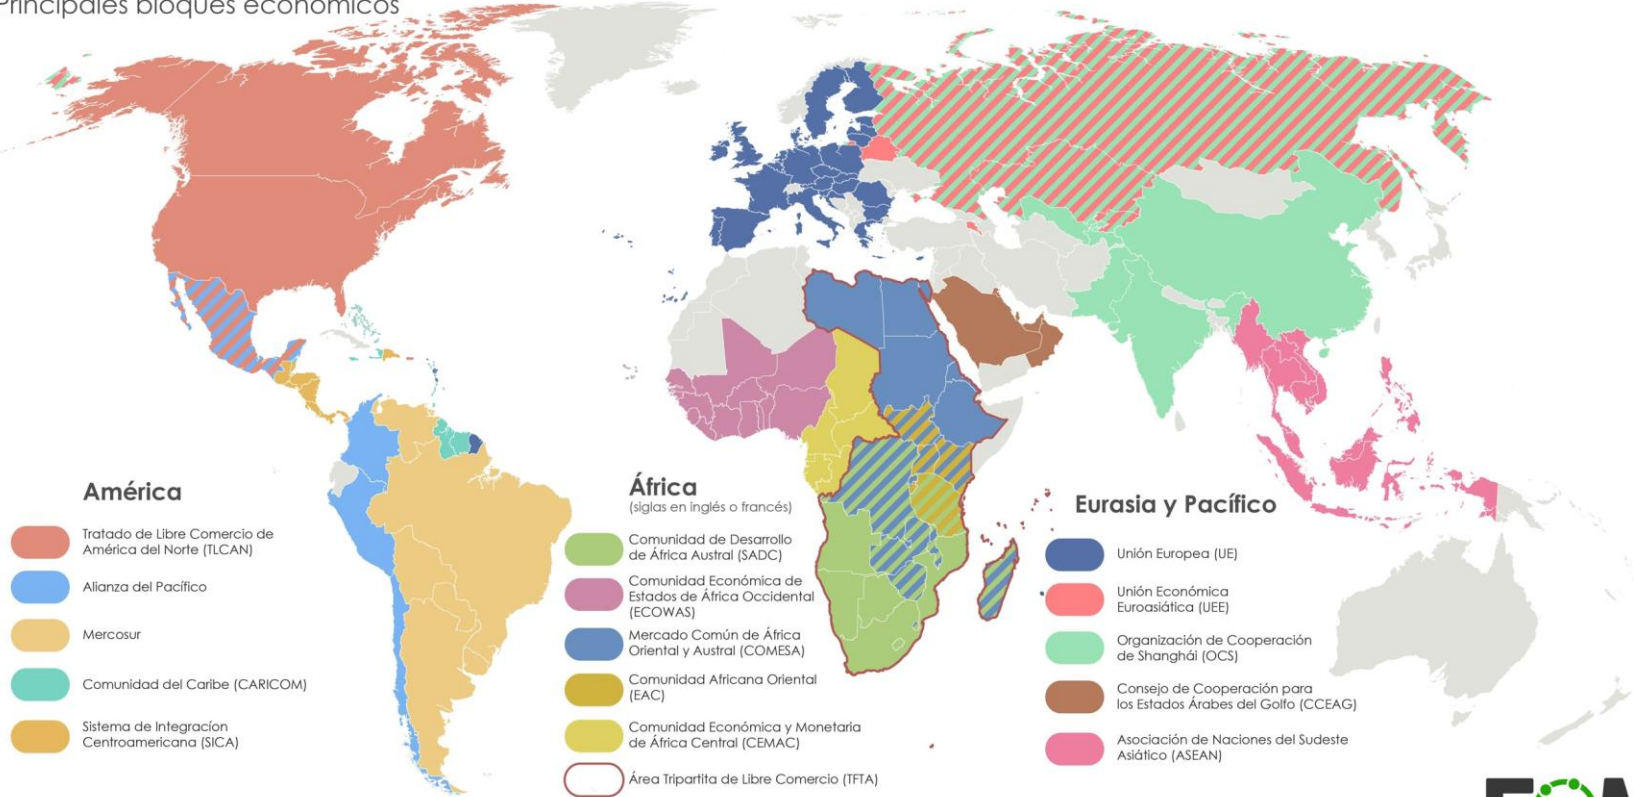 Principales bloques económicos
América
Tratado de Libre Comercio de
América del Norte (TLCAN)
Alianza del Pacífico
Mercosur
Comunidad del Caribe (CARICOM)
Sistema de Integracíon
Centroamericana (SICA)
África
(siglas en inglés o francés)
Comunidad de Desarrollo
de África Austral (SADC)
Comunidad Económica de
Estados de África Occidental
(ECOWAS)
Mercado Común de África
Oriental y Austral (COMESA)
Comunidad Africana Oriental
(EAC)
Comunidad Económica y Monetaria
de África Central (CEMAC)
Área Tripartita de Libre Comercio (TFTA)
Eurasia y Pacífico
Unión Europea (UE)
Unión Económica
Euroasiática (UEE)
Organización de Cooperación
de Shanghái (OCS)
Consejo de Cooperación para
los Estados Árabes del Golfo (CCEAG)
Asociación de Naciones del Sudeste
Asiático (ASEAN)